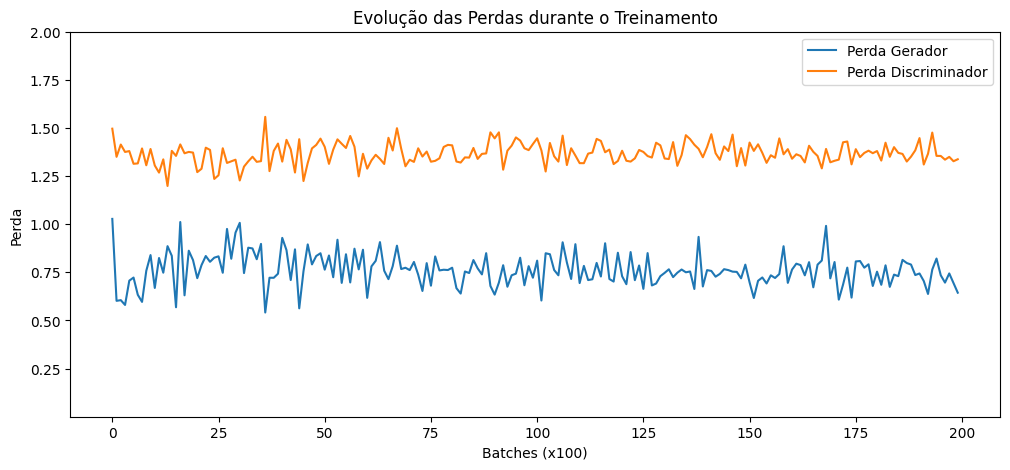 Evolução das Perdas durante o Treinamento
Perda Gerador
Perda Discriminador
Perda
2.00
1.75
1.50
1.25
1.00
0.75
0.50
0.25
0 25 50 75 100 125 150 175 200
Batches (x100)